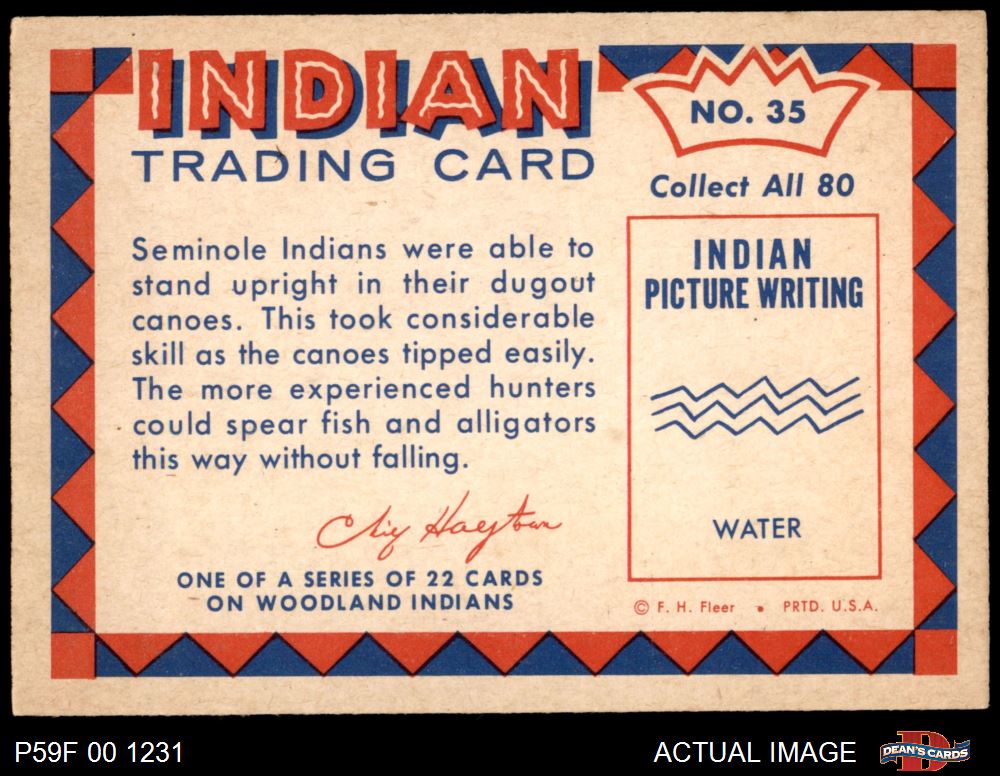 INDIAN
TRADING CARD
NO. 35
Collect All 80
Seminole Indians were able to
stand upright in their dugout
canoes. This took considerable
skill as the canoes tipped easily.
The more experienced hunters
could spear fish and alligators
this way without falling.
ONE OF A SERIES OF 22 CARDS
ON WOODLAND INDIANS
INDIAN
PICTURE WRITING
WATER
© F. H. Fleer • PRTD. U.S.A.
P59F 00 1231
ACTUAL IMAGE
DEAN'S CARDS